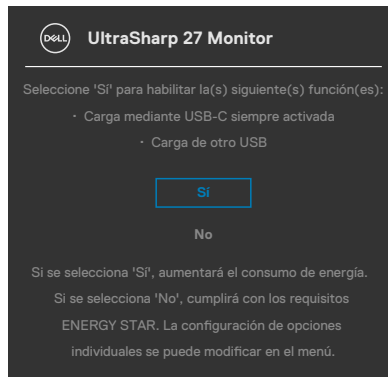 DELL
UltraSharp 27 Monitor
Seleccione 'Sí' para habilitar la(s) siguiente(s) función(es):
· Carga mediante USB-C siempre activada
· Carga de otro USB
Sí
No
Si se selecciona 'Sí', aumentará el consumo de energía.
Si se selecciona 'No', cumplirá con los requisitos
ENERGY STAR. La configuración de opciones
individuales se puede modificar en el menú.